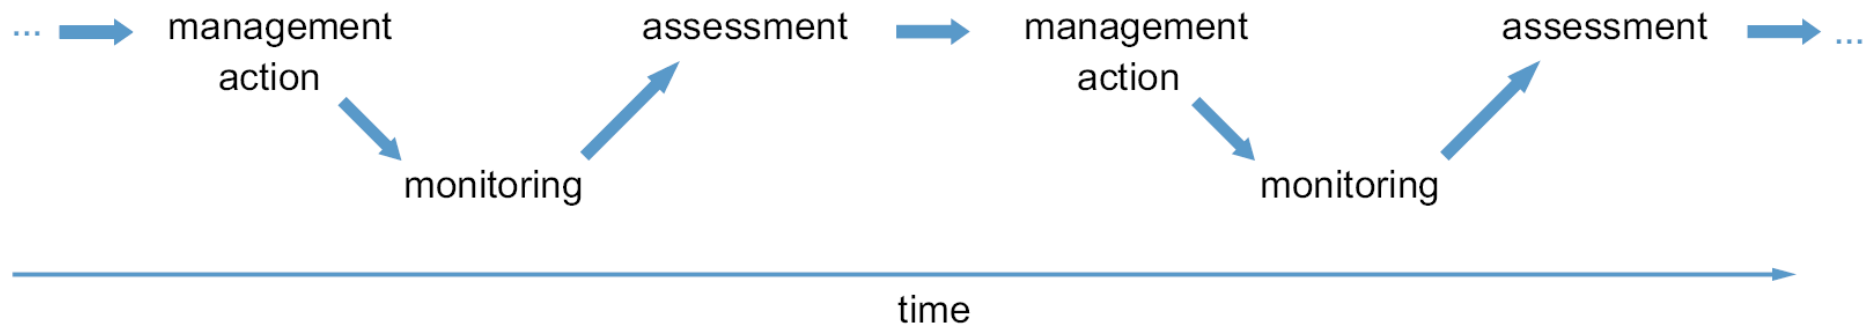 ... management assessment management assessment ...
action action
monitoring monitoring
time